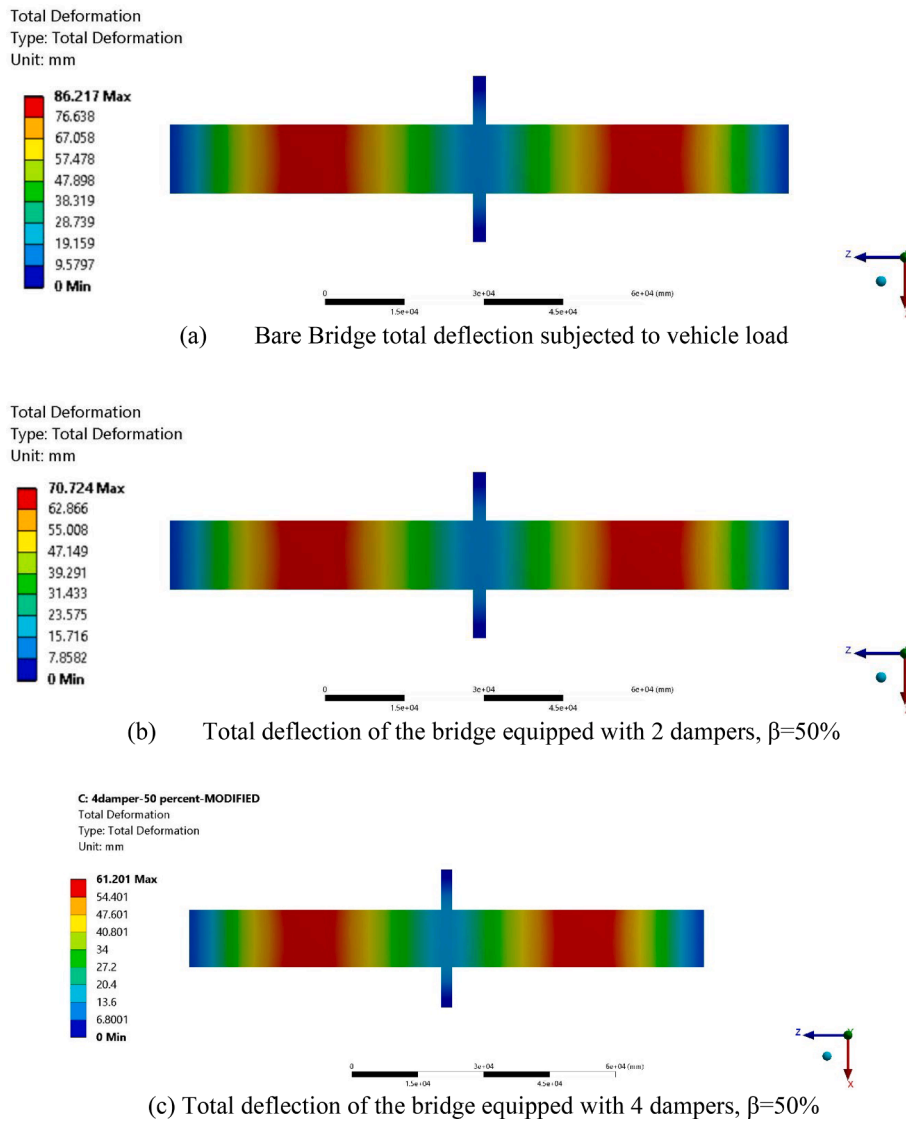 Total Deformation
Type: Total Deformation
Unit: mm
86.217 Max
76.638
67.058
57.478
47.898
38.319
28.739
19.159
9.5797
0 Min
Z
0 3e+04 6e+04 (mm)
1.5e+04 4.5e+04
(a) Bare Bridge total deflection subjected to vehicle load
Total Deformation
Type: Total Deformation
Unit: mm
70.724 Max
62.866
55.008
47.149
39.291
31.433
23.575
15.716
7.8582
0 Min
Z
0 3e+04 6e+04 (mm)
1.5e+04 4.5e+04
(b) Total deflection of the bridge equipped with 2 dampers, β=50%
C: 4damper-50 percent-MODIFIED
Total Deformation
Type: Total Deformation
Unit: mm
61.201 Max
54.401
47.601
40.801
34
27.2
20.4
13.6
6.8001
0 Min
Z
X
0 3e+04 6e+04 (mm)
1.5e+04 4.5e+04
(c) Total deflection of the bridge equipped with 4 dampers, β=50%